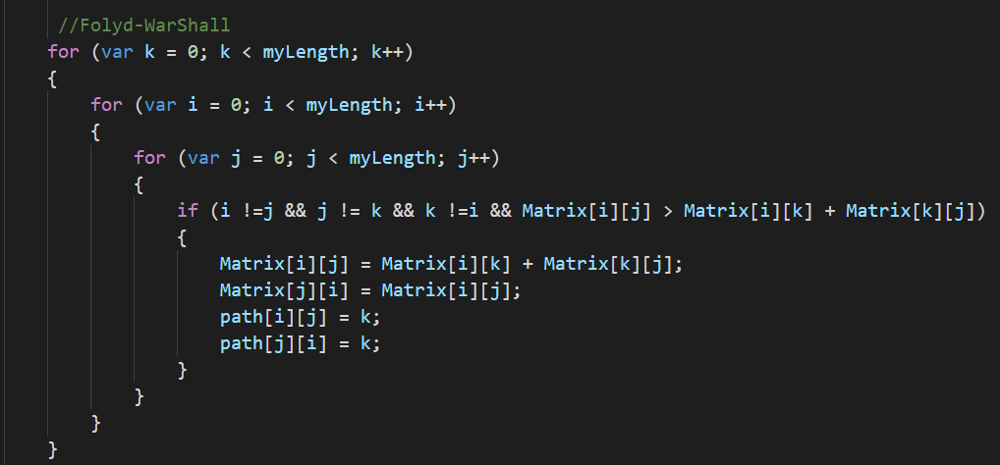 //Folyd-WarShall
for (var k = 0; k < myLength; k++)
{
for (var i = 0; i < myLength; i++)
{
for (var j = 0; j < myLength; j++)
{
if (i !=j && j != k && k !=i && Matrix[i][j] > Matrix[i][k] + Matrix[k][j])
{
Matrix[i][j] = Matrix[i][k] + Matrix[k][j];
Matrix[j][i] = Matrix[i][j];
path[i][j] = k;
path[j][i] = k;
}
}
}
}